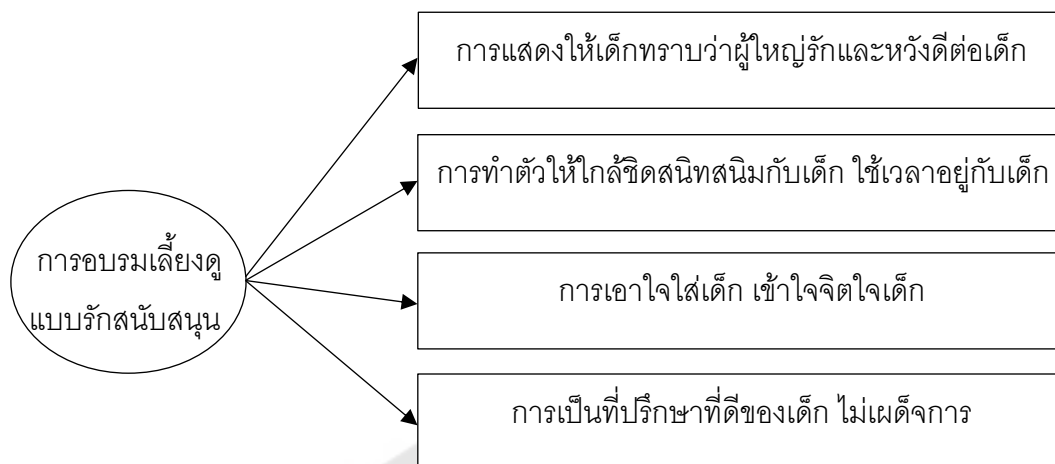 การแสดงให้เด็กทราบว่าผู้ใหญ่รักและหวังดีต่อเด็ก
การทำตัวให้ใกล้ชิดสนิทสนิมกับเด็ก ใช้เวลาอยู่กับเด็ก
การอบรมเลี้ยงดู
แบบรักสนับสนุน
การเอาใจใส่เด็ก เข้าใจจิตใจเด็ก
การเป็นที่ปรึกษาที่ดีของเด็ก ไม่เผด็จการ